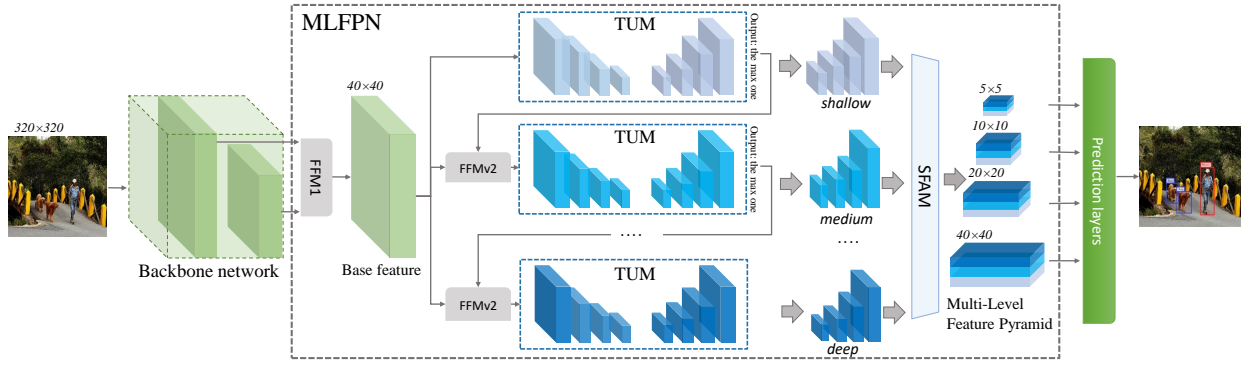 MLFPN
320×320
Backbone network
FFM1
40×40
Base feature
TUM
Output: the max one
shallow
FFMv2
TUM
Output: the max one
medium
....
....
FFMv2
TUM
deep
SFAM
5×5
10×10
20×20
40×40
Multi-Level
Feature Pyramid
Prediction layers